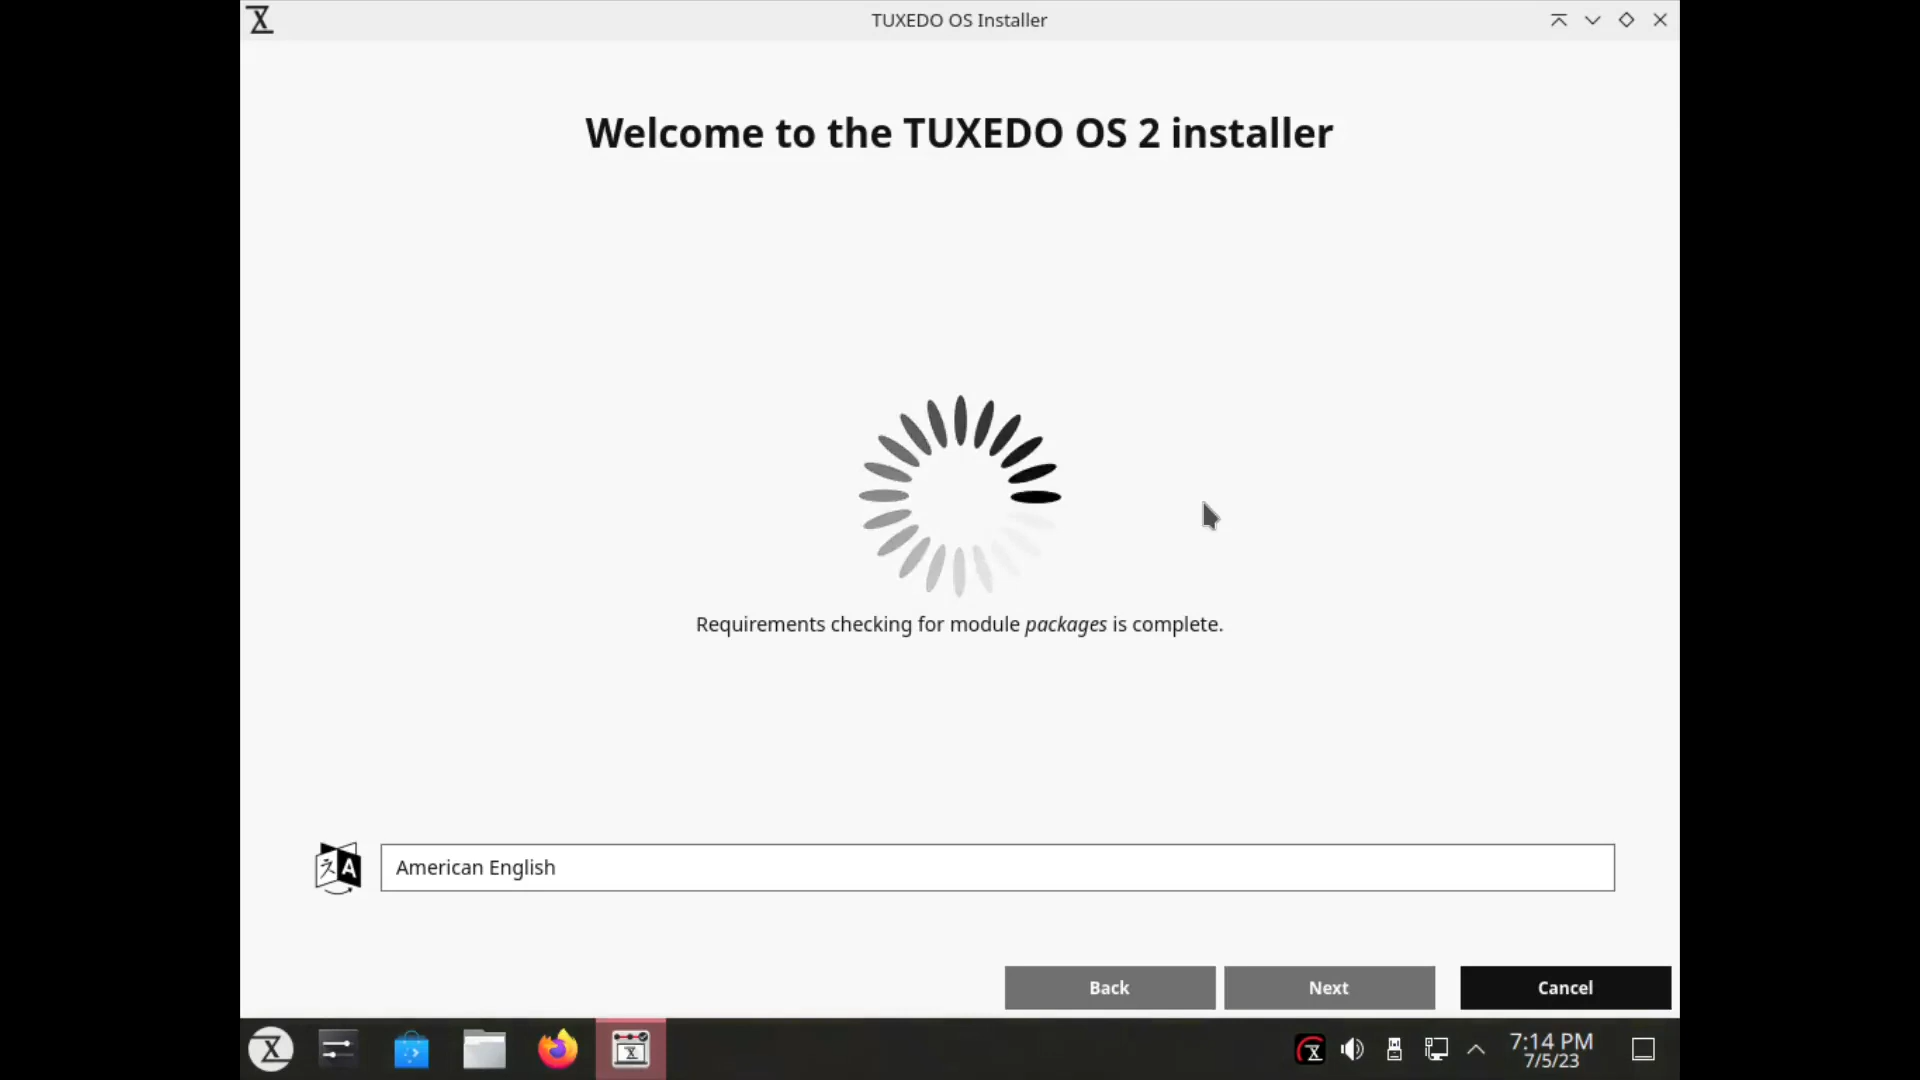 TUXEDO OS Installer
Welcome to the TUXEDO OS 2 installer
Requirements checking for module packages is complete.
American English
Back
Next
Cancel
7:14 PM
7/5/23